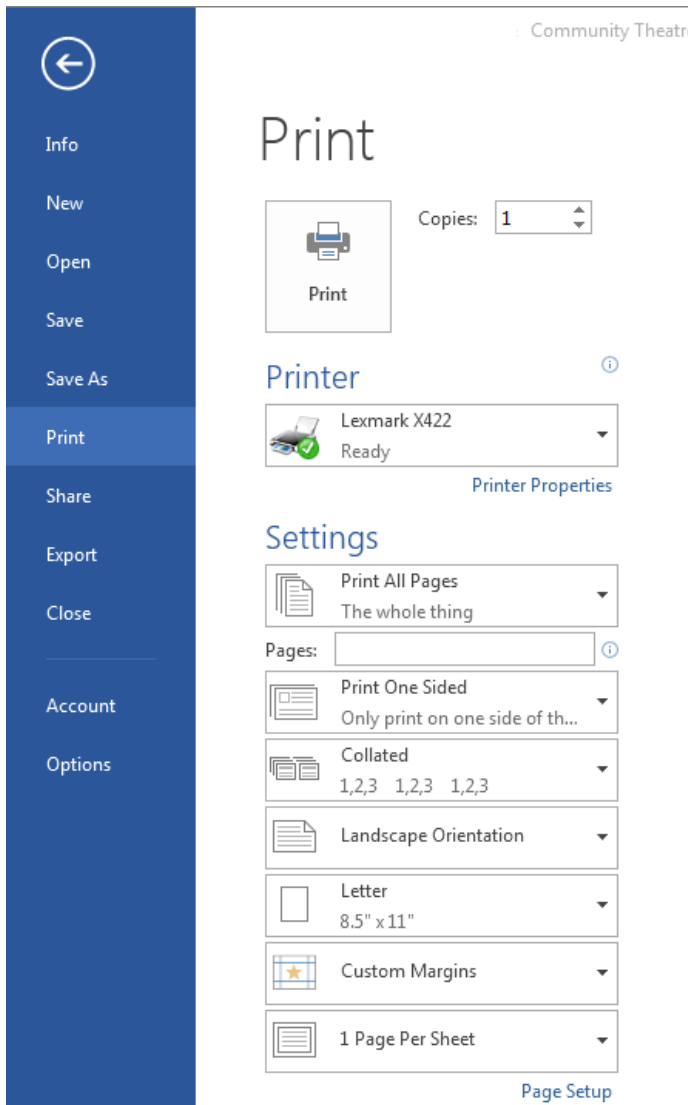 Community Theatre
Info
New
Open
Save
Save As
Print
Share
Export
Close
Account
Options
Print
Print
Copies: 1
Printer
Lexmark X422
Ready
Printer Properties
Settings
Print All Pages
The whole thing
Pages:
Print One Sided
Only print on one side of th...
Collated
1,2,3 1,2,3 1,2,3
Landscape Orientation
Letter
8.5" x 11"
Custom Margins
1 Page Per Sheet
Page Setup